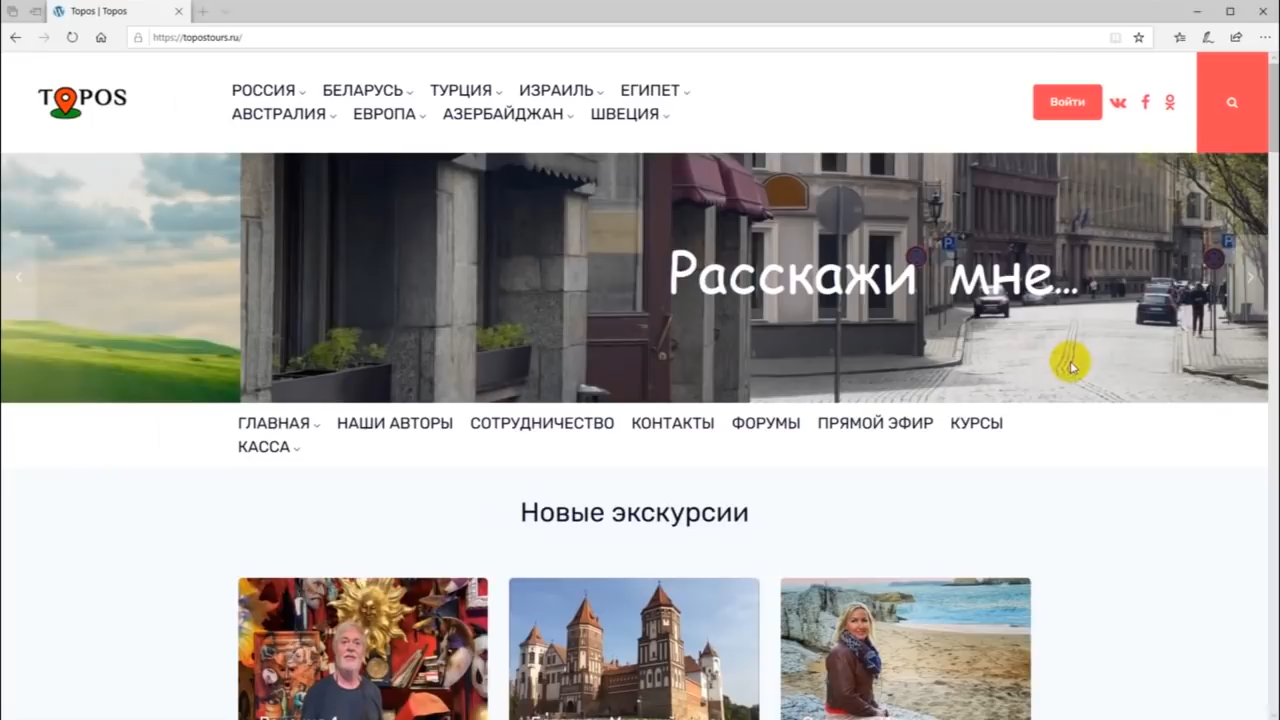 Topos | Topos
https://topostours.ru/
TOPOS
РОССИЯ БЕЛАРУСЬ ТУРЦИЯ ИЗРАИЛЬ ЕГИПЕТ
АВСТРАЛИЯ ЕВРОПА АЗЕРБАЙДЖАН ШВЕЦИЯ
Войти
Расскажи мне...
ГЛАВНАЯ НАШИ АВТОРЫ СОТРУДНИЧЕСТВО КОНТАКТЫ ФОРУМЫ ПРЯМОЙ ЭФИР КУРСЫ
КАССА
Новые экскурсии